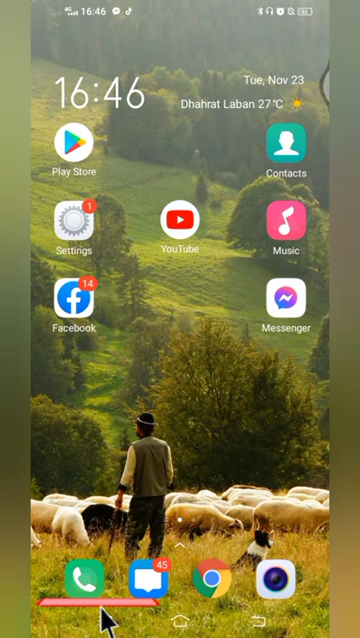 4G 16:46
16:46
Tue, Nov 23
Dhahrat Laban 27°C
Play Store
Contacts
1
Settings
YouTube
Music
14
Facebook
Messenger
45